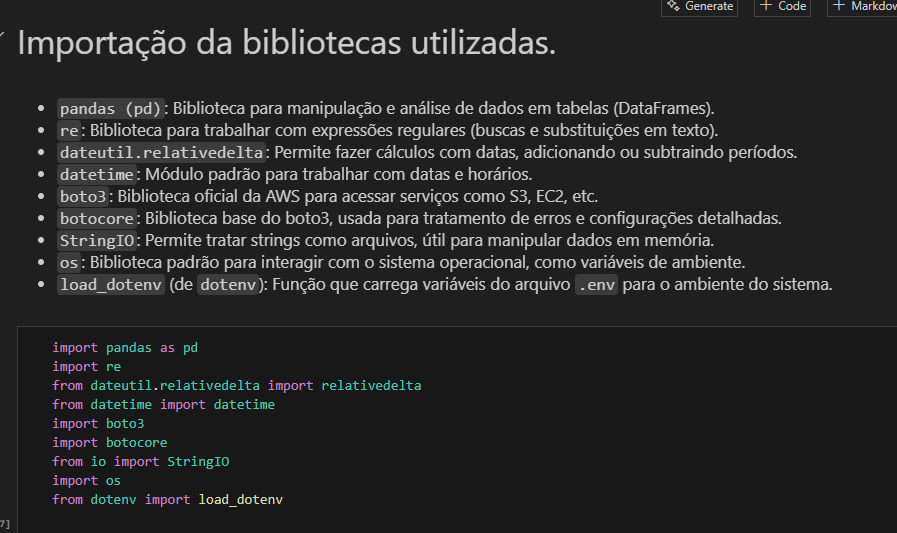 Generate + Code + Markdow
Importação da bibliotecas utilizadas.
• pandas (pd): Biblioteca para manipulação e análise de dados em tabelas (DataFrames).
• re: Biblioteca para trabalhar com expressões regulares (buscas e substituições em texto).
• dateutil.relativedelta: Permite fazer cálculos com datas, adicionando ou subtraindo períodos.
• datetime: Módulo padrão para trabalhar com datas e horários.
• boto3: Biblioteca oficial da AWS para acessar serviços como S3, EC2, etc.
• botocore: Biblioteca base do boto3, usada para tratamento de erros e configurações detalhadas.
• StringIO: Permite tratar strings como arquivos, útil para manipular dados em memória.
• os: Biblioteca padrão para interagir com o sistema operacional, como variáveis de ambiente.
• load_dotenv (de dotenv): Função que carrega variáveis do arquivo .env para o ambiente do sistema.
import pandas as pd
import re
from dateutil.relativedelta import relativedelta
from datetime import datetime
import boto3
import botocore
from io import StringIO
import os
from dotenv import load_dotenv
7]